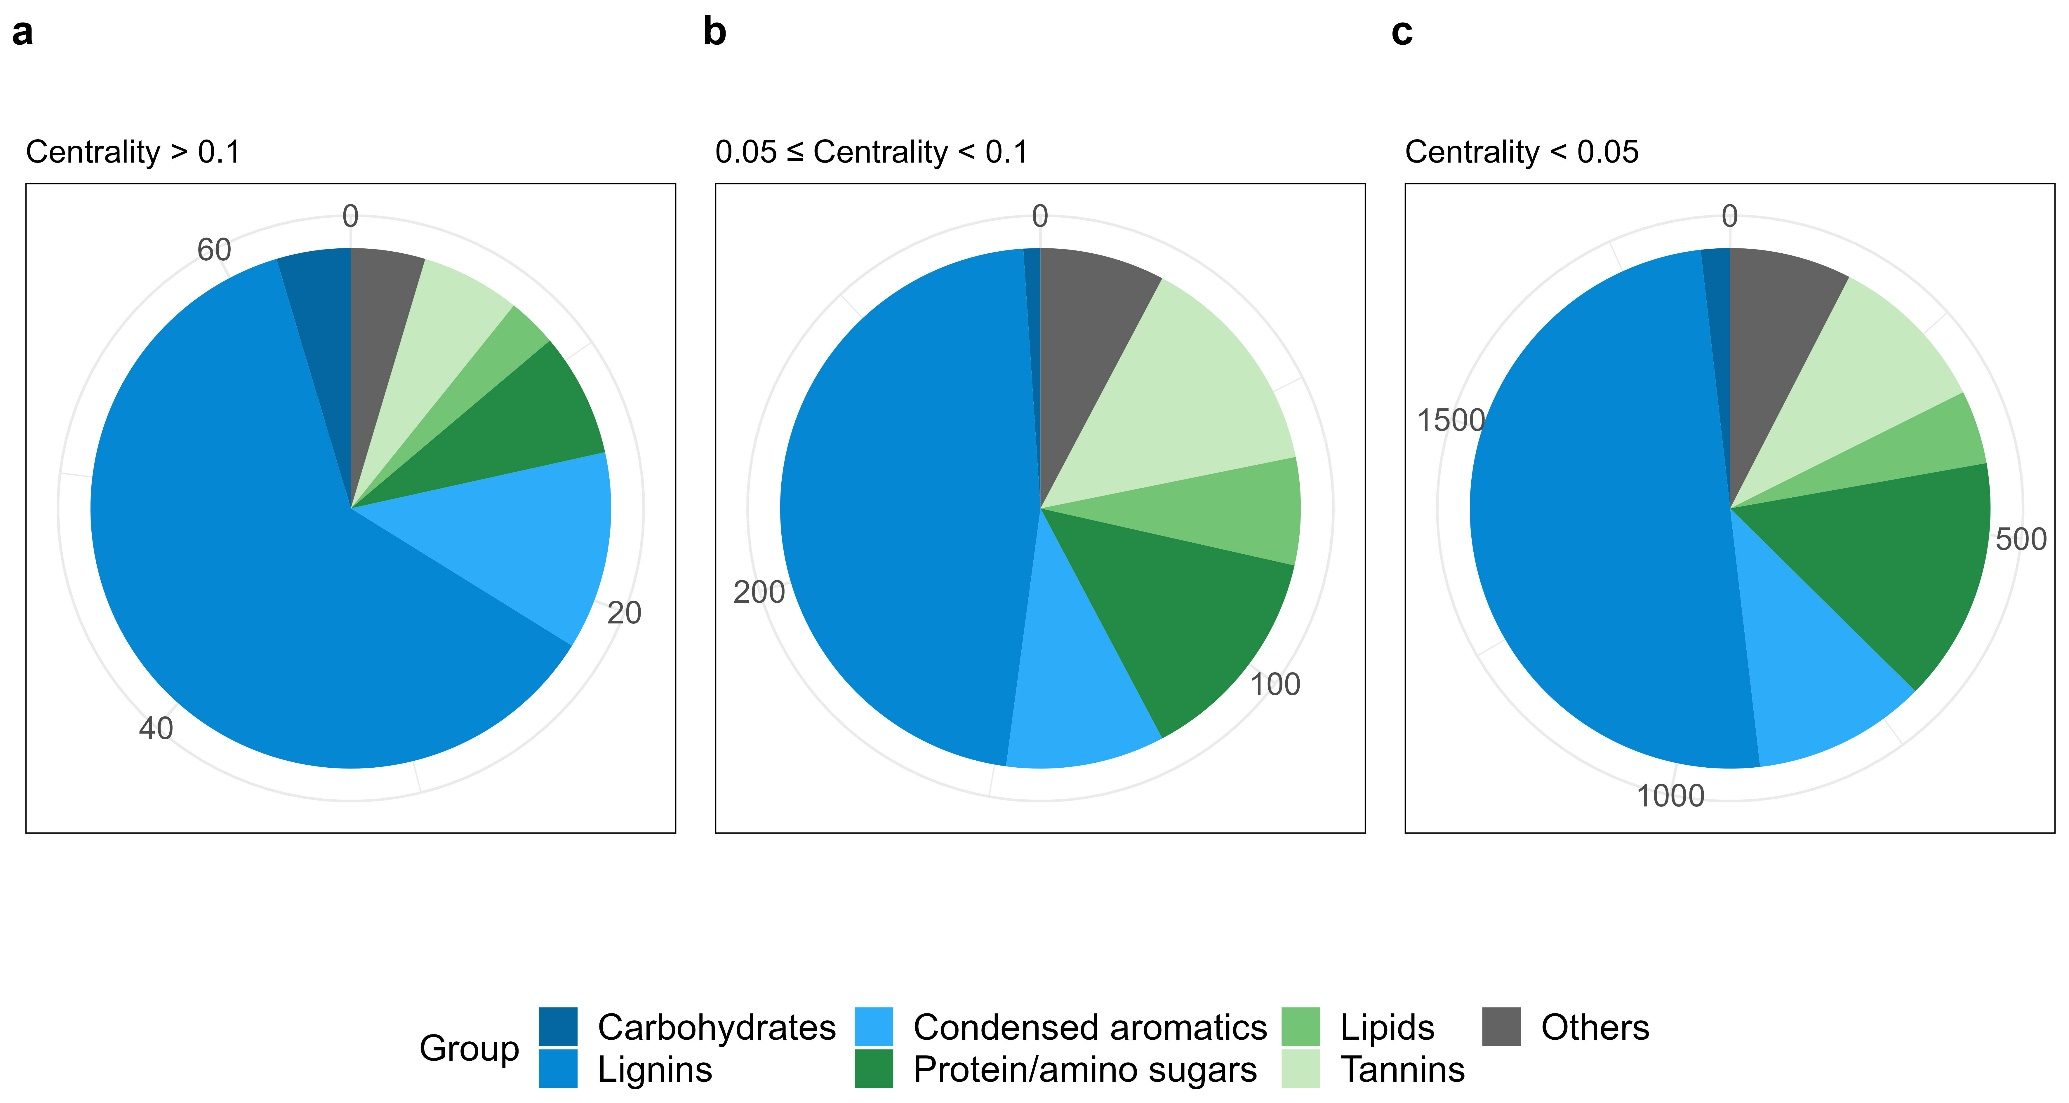 a
b
c
Centrality > 0.1
0.05 ≤ Centrality < 0.1
Centrality < 0.05
0
60
20
40
0
200
100
0
1500
500
1000
Group
Carbohydrates
Condensed aromatics
Lipids
Others
Lignins
Protein/amino sugars
Tannins